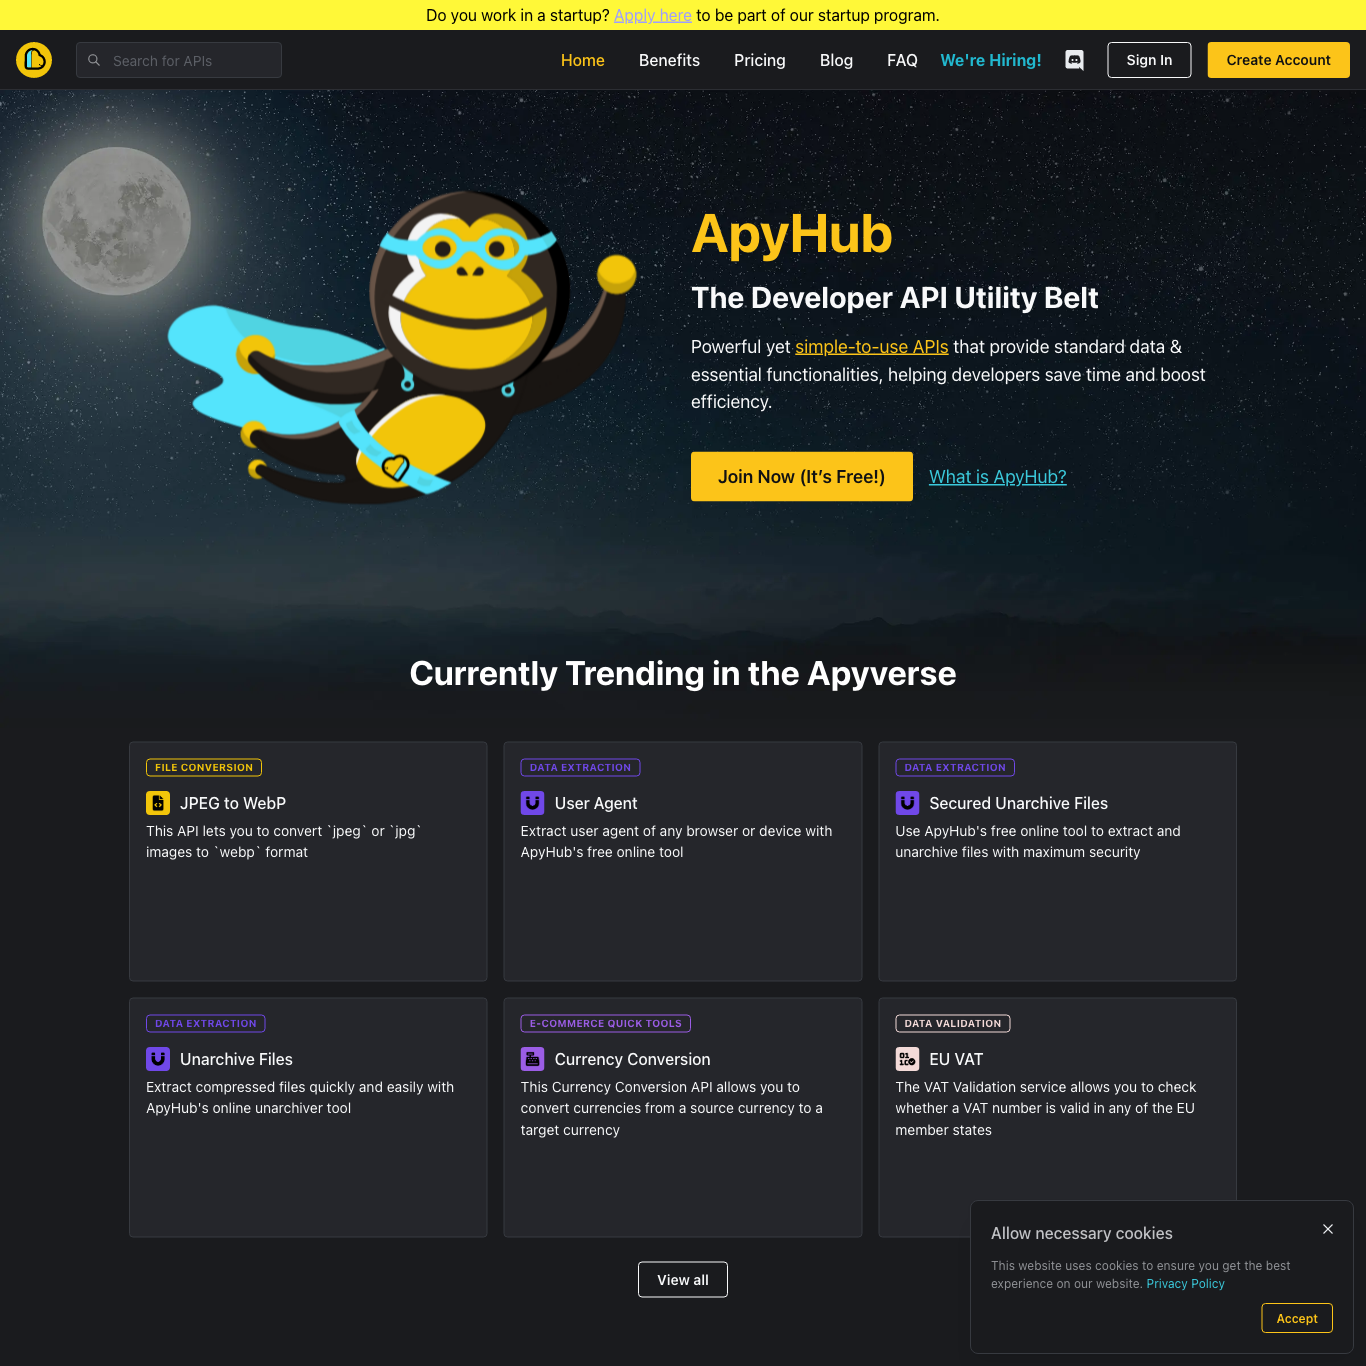 Do you work in a startup? Apply here to be part of our startup program.
Search for APIs
Home
Benefits
Pricing
Blog
FAQ
We're Hiring!
Sign In
Create Account
ApyHub
The Developer API Utility Belt
Powerful yet simple-to-use APIs that provide standard data &
essential functionalities, helping developers save time and boost
efficiency.
Join Now (It’s Free!)
What is ApyHub?
Currently Trending in the Apyverse
FILE CONVERSION
JPEG to WebP
This API lets you to convert `jpeg` or `jpg`
images to `webp` format
DATA EXTRACTION
User Agent
Extract user agent of any browser or device with
ApyHub's free online tool
DATA EXTRACTION
Secured Unarchive Files
Use ApyHub's free online tool to extract and
unarchive files with maximum security
DATA EXTRACTION
Unarchive Files
Extract compressed files quickly and easily with
ApyHub's online unarchiver tool
E-COMMERCE QUICK TOOLS
Currency Conversion
This Currency Conversion API allows you to
convert currencies from a source currency to a
target currency
DATA VALIDATION
EU VAT
The VAT Validation service allows you to check
whether a VAT number is valid in any of the EU
member states
View all
Allow necessary cookies
This website uses cookies to ensure you get the best
experience on our website. Privacy Policy
Accept